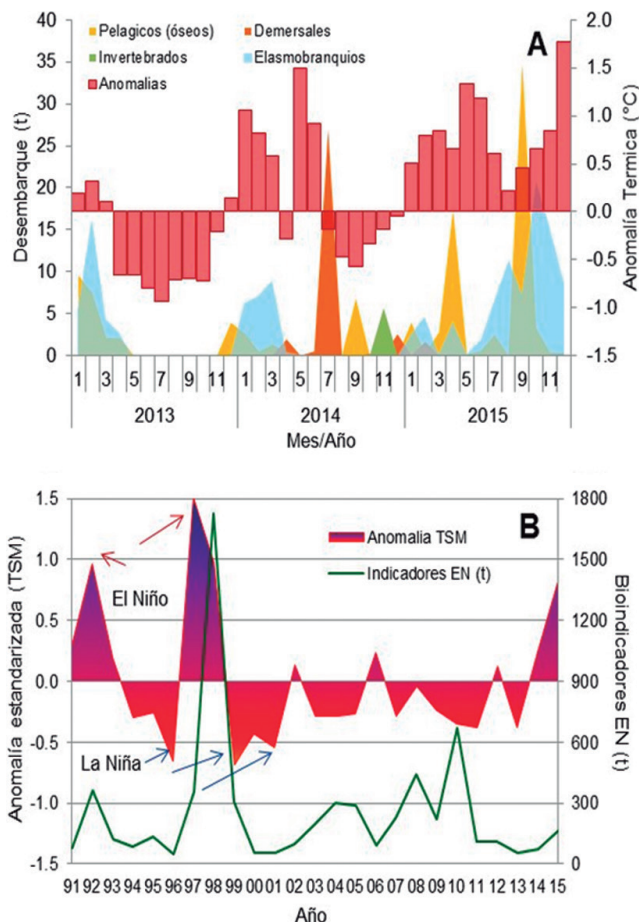 A
Pelagicos (óseos) Demersales
Invertebrados Elasmobranquios
Anomalias
Desembarque (t)
40
35
30
25
20
15
10
5
0
Anomalía Termica (°C)
2.0
1.5
1.0
0.5
0.0
-0.5
-1.0
-1.5
1 3 5 7 9 11 1 3 5 7 9 11 1 3 5 7 9 11
2013 2014 2015
Mes/Año
B
Anomalia TSM
Indicadores EN (t)
El Niño
La Niña
Anomalía estandarizada (TSM)
1.5
1.0
0.5
0.0
-0.5
-1.0
-1.5
Bioindicadores EN (t)
1800
1500
1200
900
600
300
0
91 92 93 94 95 96 97 98 99 00 01 02 03 04 05 06 07 08 09 10 11 12 13 14 15
Año